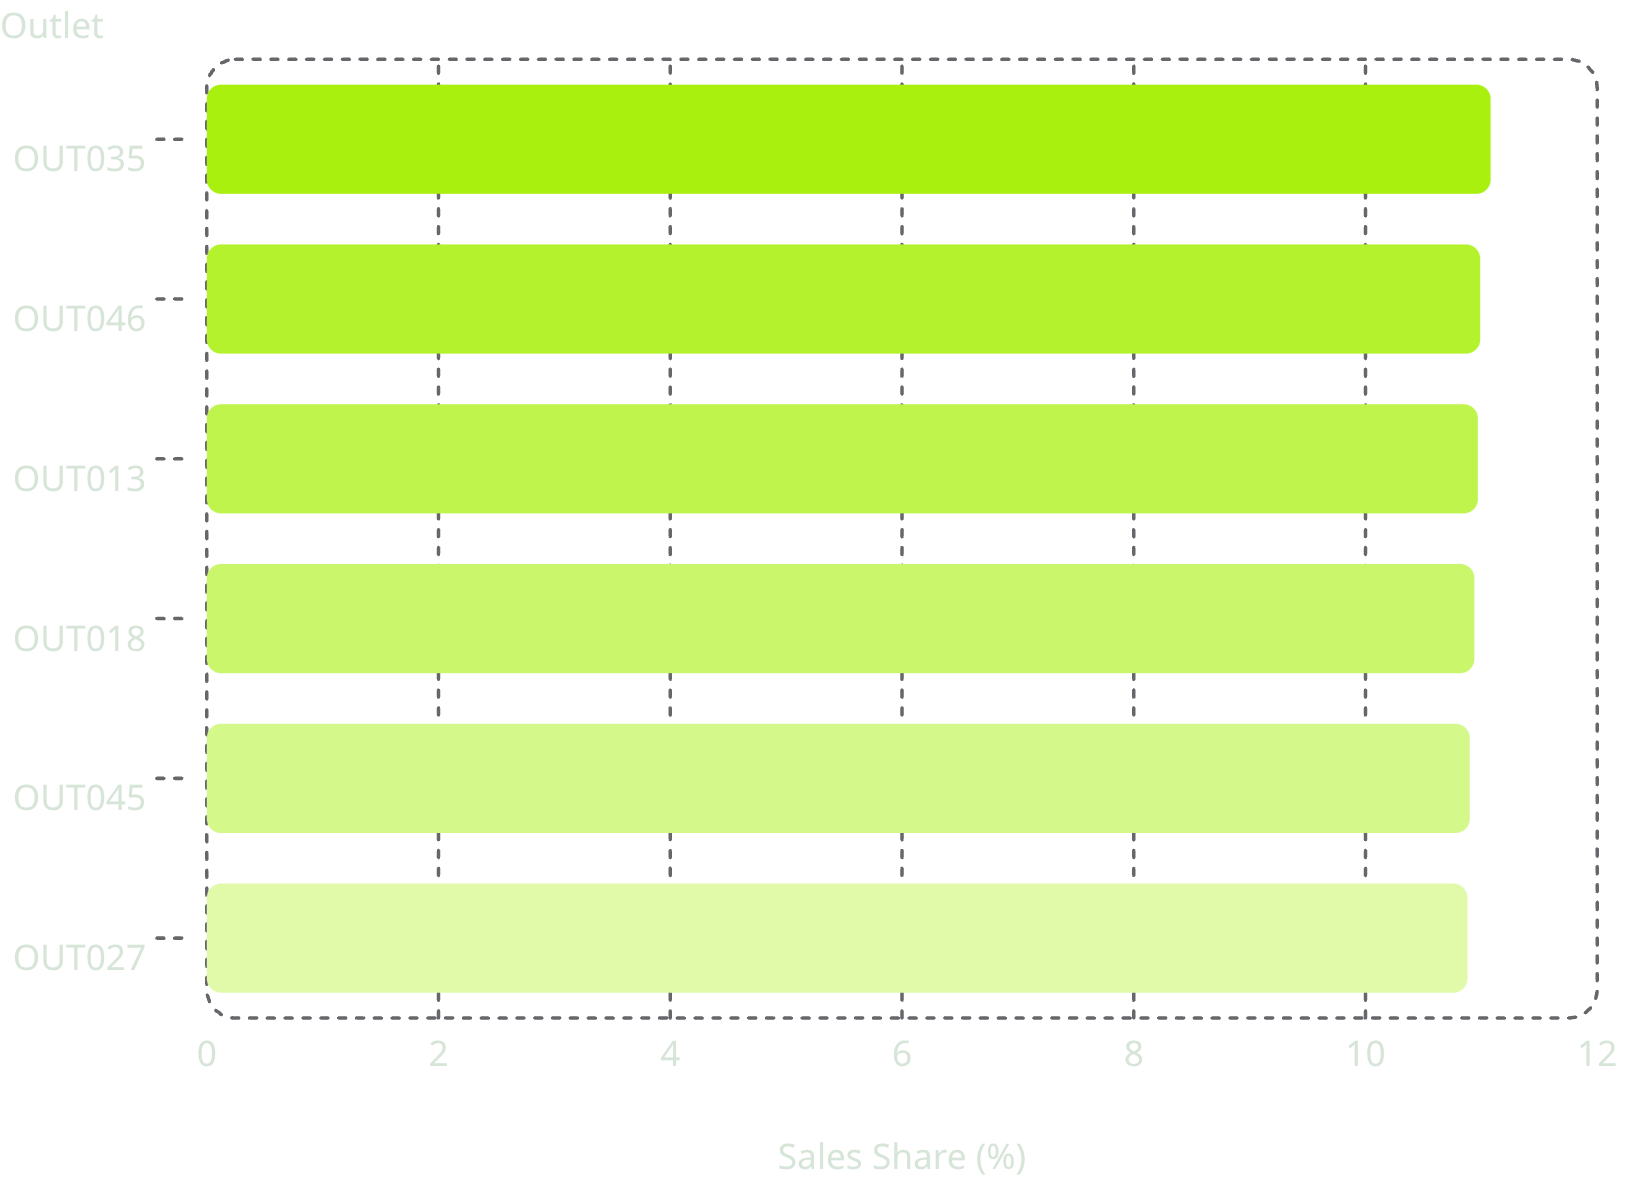 Outlet
OUT035
OUT046
OUT013
OUT018
OUT045
OUT027
0 2 4 6 8 10 12
Sales Share (%)